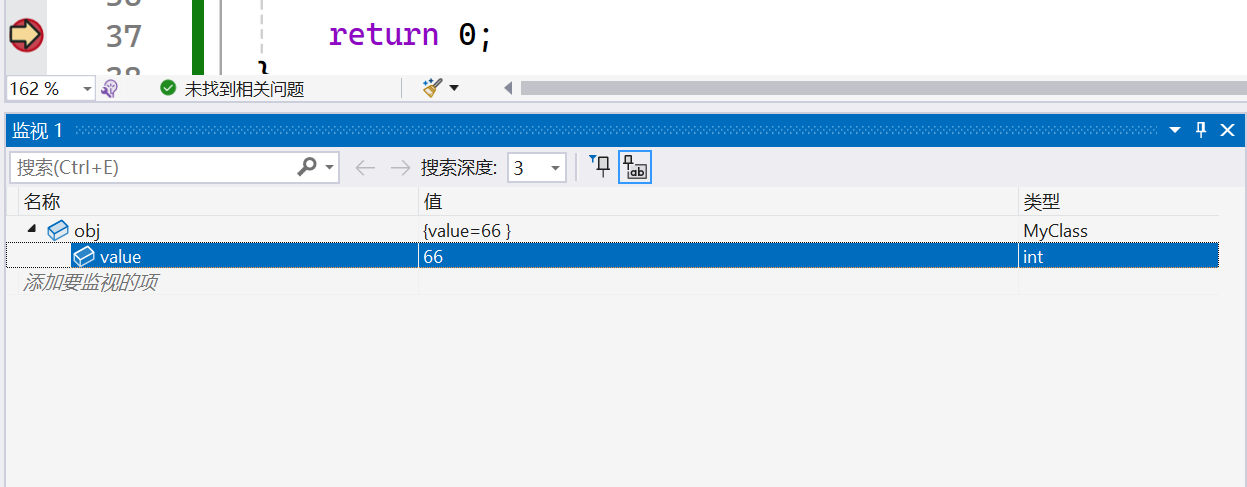 36
37 return 0;
38 }
162 % 未找到相关问题
监视 1
搜索(Ctrl+E) 搜索深度: 3
名称 值 类型
obj {value=66 } MyClass
value 66 int
添加要监视的项